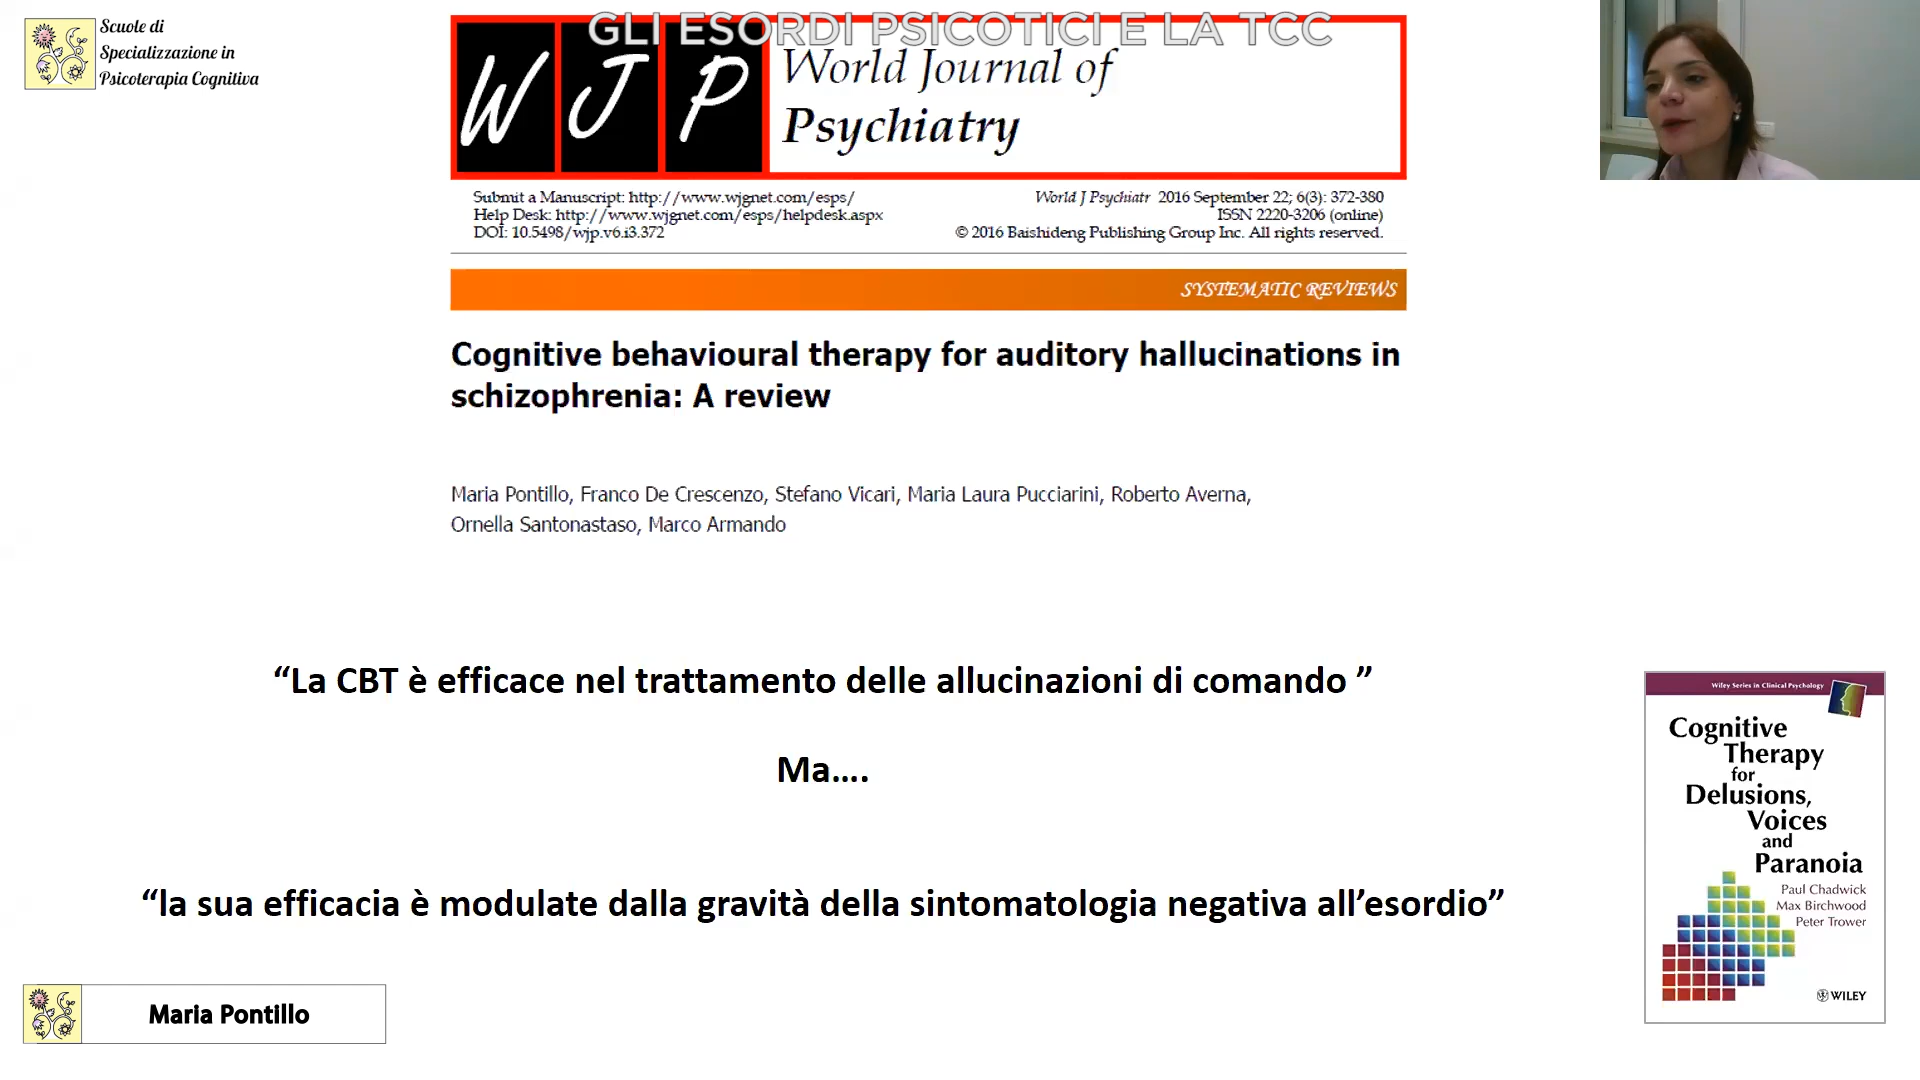 Scuole di
Specializzazione in
Psicoterapia Cognitiva
GLI ESORDI PSICOTICI E LA TCC
WJP
World Journal of
Psychiatry
Submit a Manuscript: http://www.wjgnet.com/esps/
Help Desk: http://www.wjgnet.com/esps/helpdesk.aspx
DOI: 10.5498/wjp.v6.i3.372
World J Psychiatr 2016 September 22; 6(3): 372-380
ISSN 2220-3206 (online)
© 2016 Baishideng Publishing Group Inc. All rights reserved.
SYSTEMATIC REVIEWS
Cognitive behavioural therapy for auditory hallucinations in
schizophrenia: A review
Maria Pontillo, Franco De Crescenzo, Stefano Vicari, Maria Laura Pucciarini, Roberto Averna,
Ornella Santonastaso, Marco Armando
“La CBT è efficace nel trattamento delle allucinazioni di comando ”
Ma....
“la sua efficacia è modulate dalla gravità della sintomatologia negativa all’esordio”
Wiley Series in Clinical Psychology
Cognitive
Therapy
for
Delusions,
Voices
and
Paranoia
Paul Chadwick
Max Birchwood
Peter Trower
WILEY
Maria Pontillo